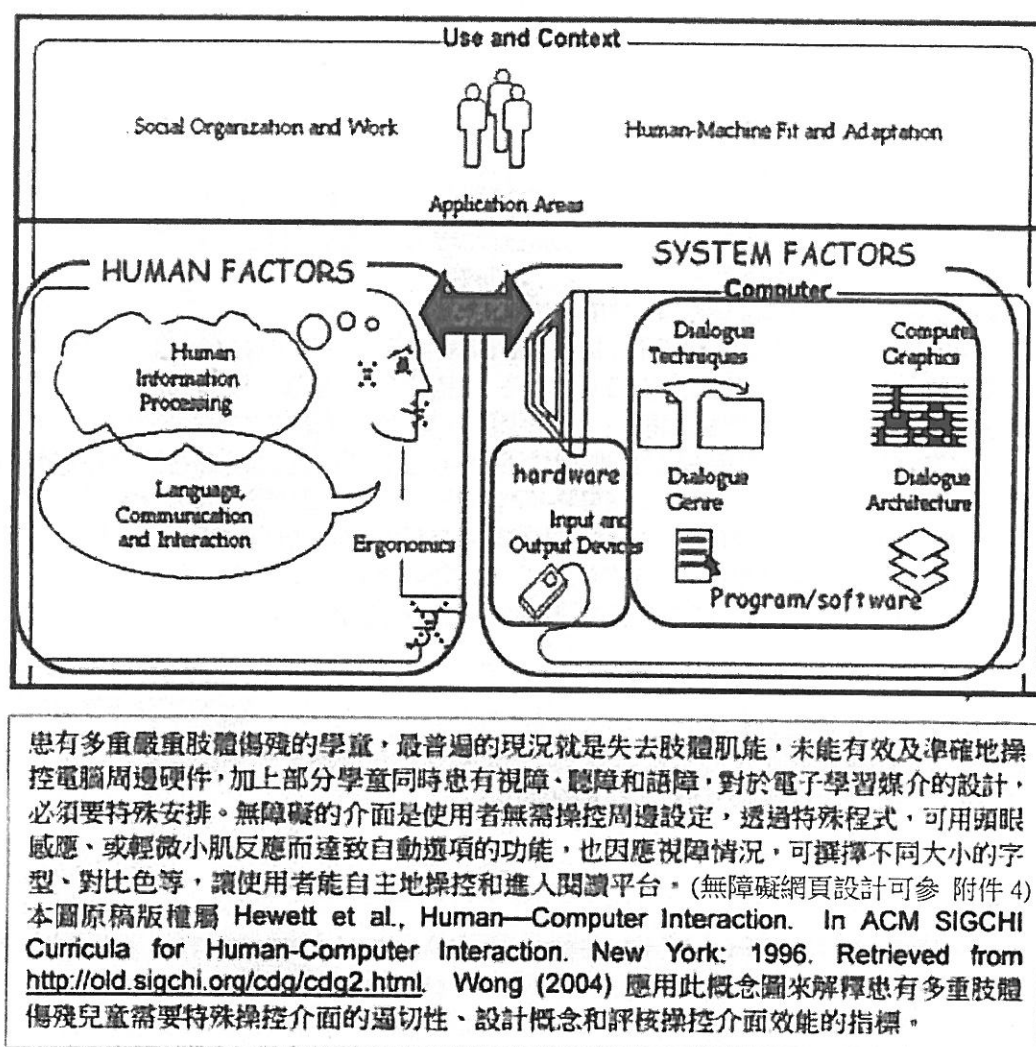 Use and Context
Social Organization and Work
Human-Machine Fit and Adaptation
Application Areas
HUMAN FACTORS
Human
Information
Processing
Language,
Communication
and Interaction
Ergonomics
SYSTEM FACTORS
Computer
Dialogue
Techniques
Computer
Graphics
hardware
Input and
Output Devices
Dialogue
Genre
Dialogue
Architecture
Program/software
患有多重嚴重肢體傷殘的學童，最普遍的現況就是失去肢體肌能，未能有效及準確地操
控電腦周邊硬件，加上部分學童同時患有視障、聽障和語障，對於電子學習媒介的設計，
必須要特殊安排。無障礙的介面是使用者無需操控周邊設定，透過特殊程式，可用頭眼
感應、或輕微小肌反應而達致自動選項的功能，也因應視障情況，可撰擇不同大小的字
型、對比色等，讓使用者能自主地操控和進入閱讀平台。(無障礙網頁設計可參 附件 4)
本圖原稿版權屬 Hewett et al., Human—Computer Interaction. In ACM SIGCHI
Curricula for Human-Computer Interaction. New York: 1996. Retrieved from
http://old.sigchi.org/cdg/cdg2.html. Wong (2004) 應用此概念圖來解釋患有多重肢體
傷殘兒童需要特殊操控介面的逼切性、設計概念和評核操控介面效能的指標。